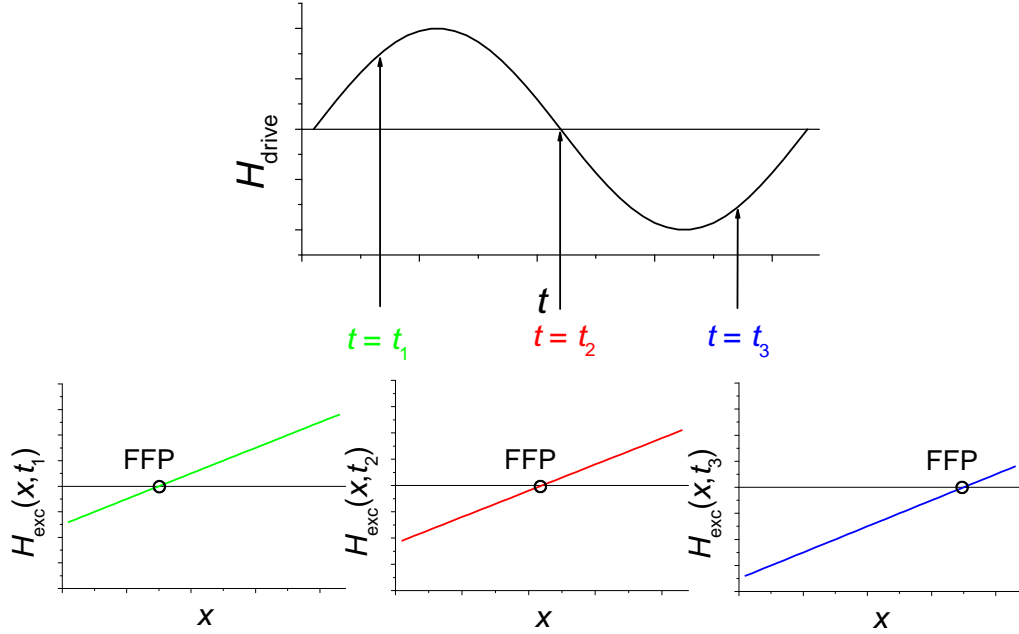 H_drive
t
t = t_1
t = t_2
t = t_3
H_exc(x,t_1)
FFP
x
H_exc(x,t_2)
FFP
x
H_exc(x,t_3)
FFP
x